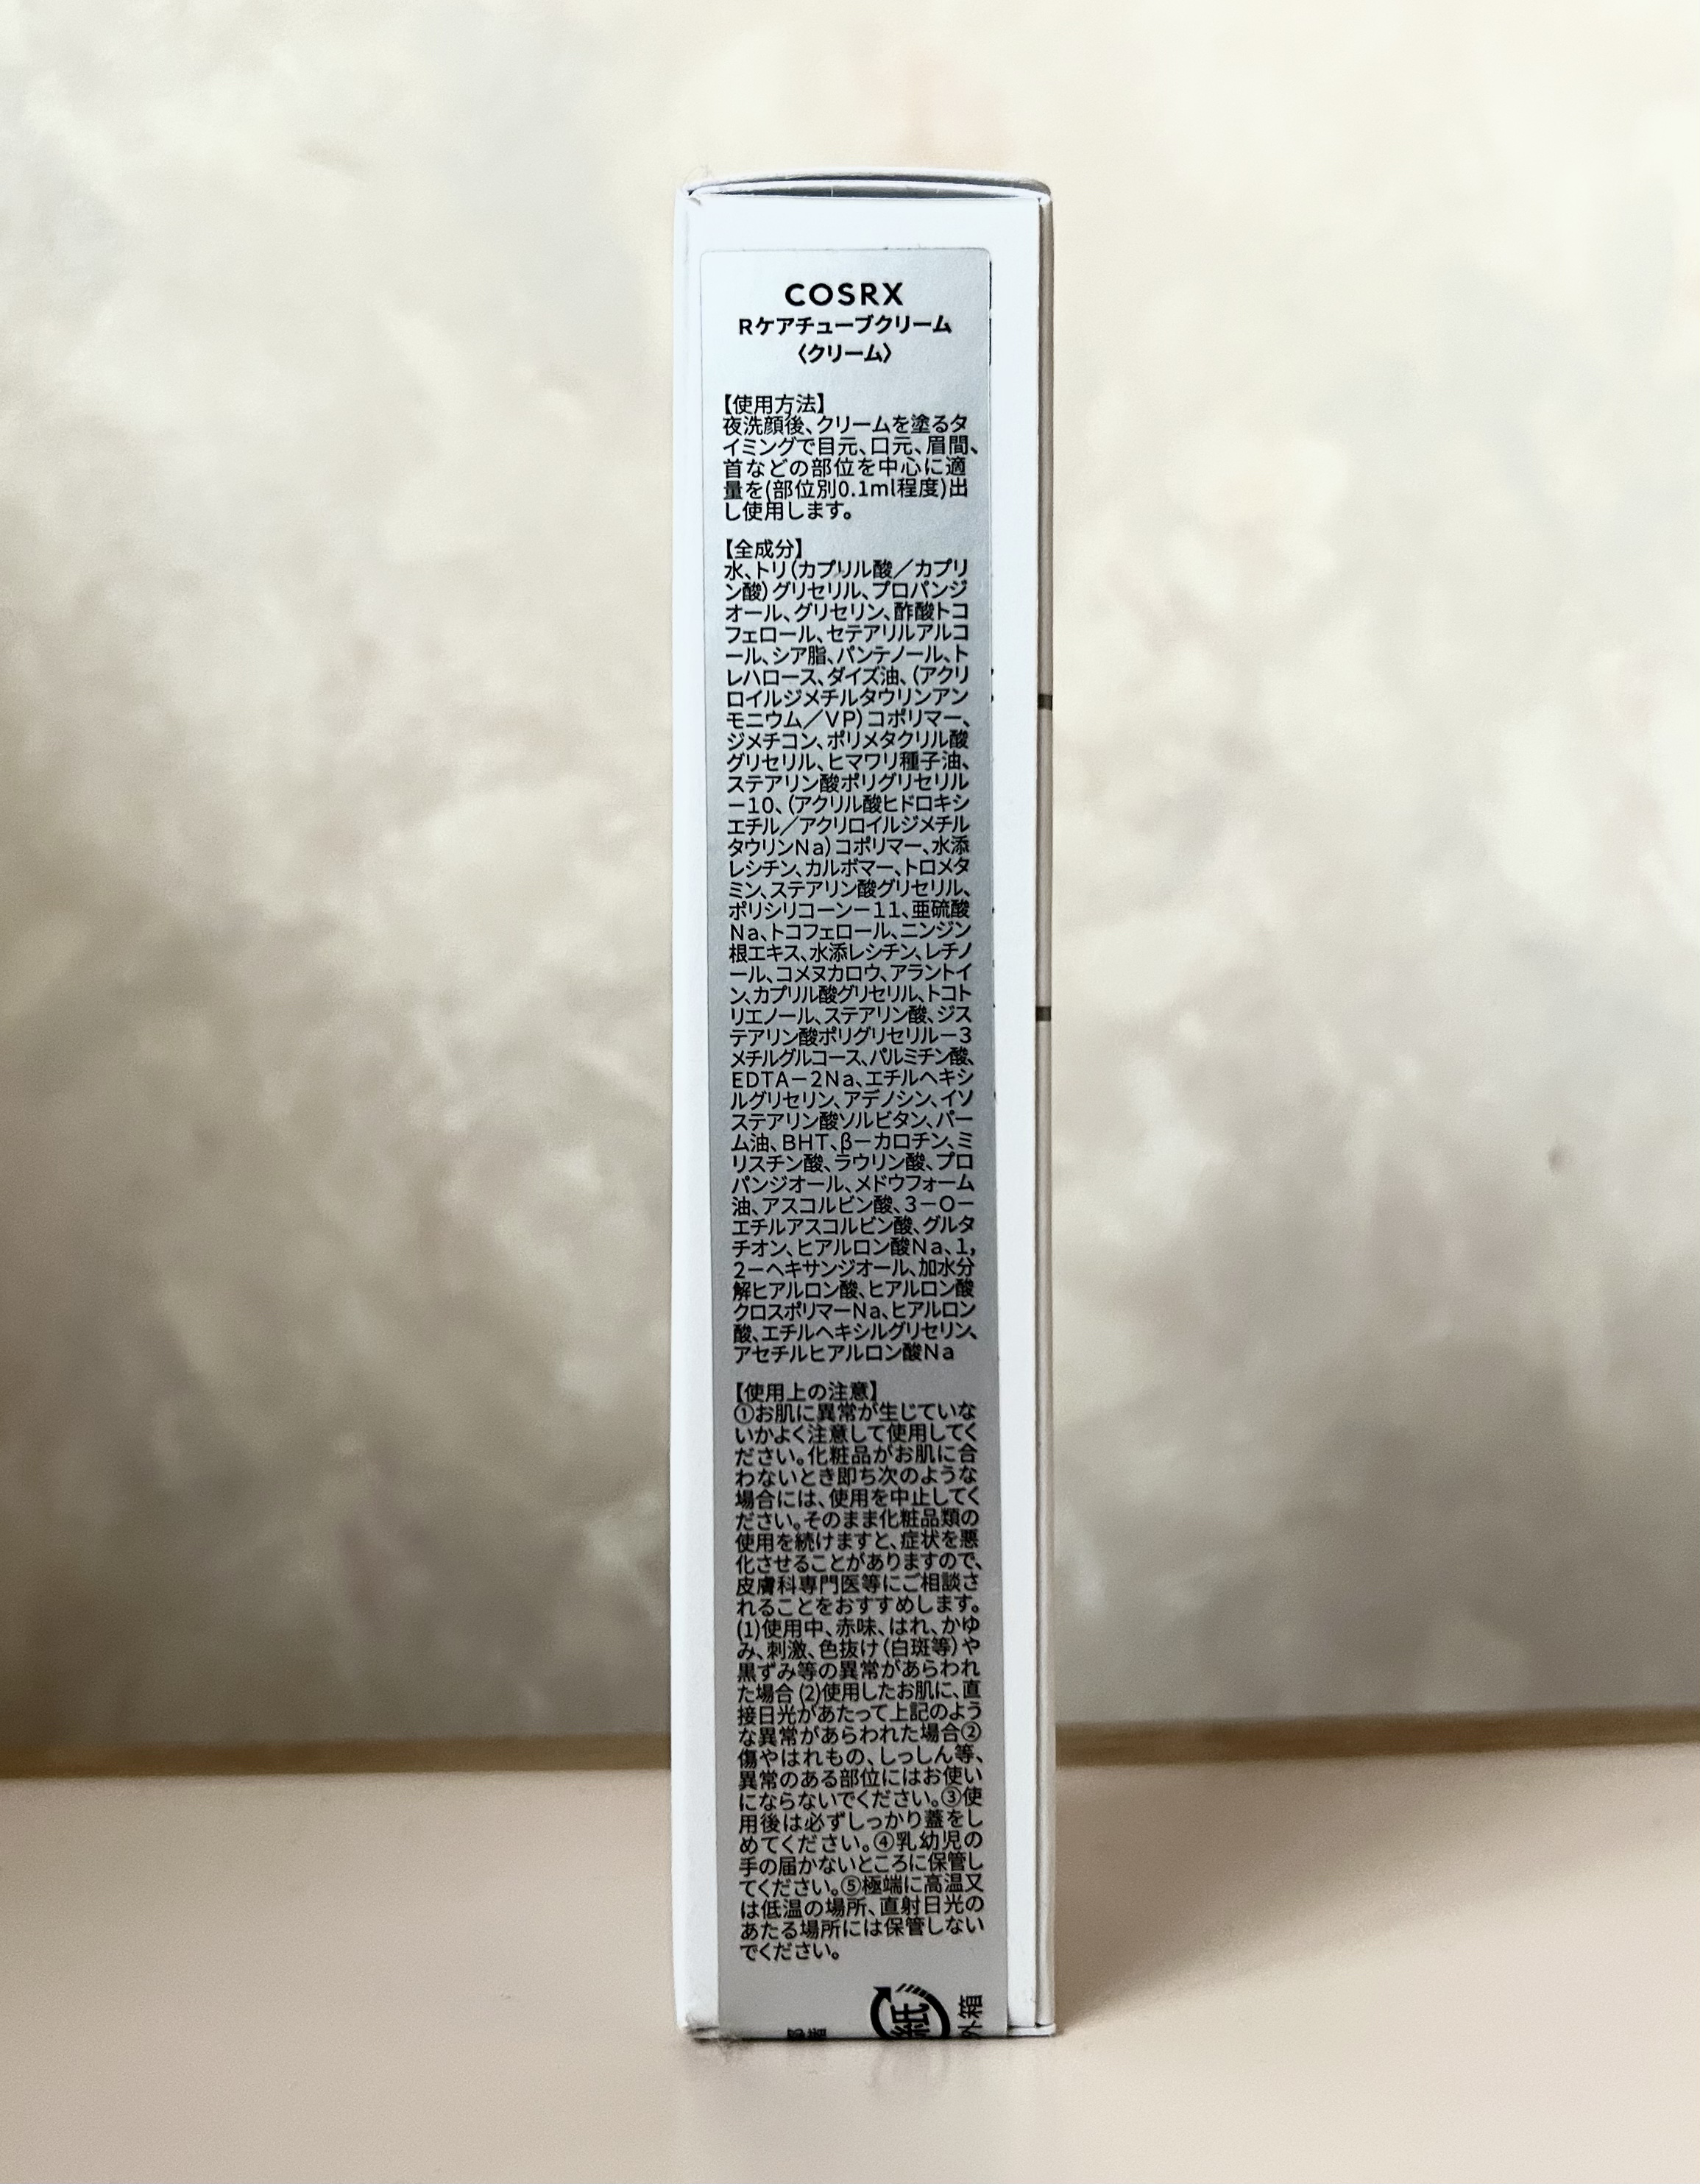 COSRX
Rケアチューブクリーム
〈クリーム〉
【使用方法】
夜洗顔後、クリームを塗るタ
イミングで目元、口元、眉間、
首などの部位を中心に適
量を(部位別0.1ml程度)出
し使用します。
【全成分】
水、トリ(カプリル酸／カプリ
ン酸)グリセリル、プロパンジ
オール、グリセリン、酢酸トコ
フェロール、セテアリルアルコ
ール、シア脂、パンテノール、ト
レハロース、ダイズ油、(アクリ
ロイルジメチルタウリンアン
モニウム／VP)コポリマー、
ジメチコン、ポリメタクリル酸
グリセリル、ヒマワリ種子油、
ステアリン酸ポリグリセリル
－10、(アクリル酸ヒドロキシ
エチル／アクリロイルジメチル
タウリンNa)コポリマー、水添
レシチン、カルボマー、トロメタ
ミン、ステアリン酸グリセリル、
ポリシリコーン－11、亜硫酸
Na、トコフェロール、ニンジン
根エキス、水添レシチン、レチノ
ール、コメヌカロウ、アラントイ
ン、カプリル酸グリセリル、トコト
リエノール、ステアリン酸、ジス
テアリン酸ポリグリセリル－3
メチルグルコース、パルミチン酸、
EDTA－2Na、エチルヘキシ
ルグリセリン、アデノシン、イソ
ステアリン酸ソルビタン、パー
ム油、BHT、β－カロチン、ミ
リスチン酸、ラウリン酸、プロ
パンジオール、メドウフォーム
油、アスコルビン酸、3－O－
エチルアスコルビン酸、グルタ
チオン、ヒアルロン酸Na、1,
2－ヘキサンジオール、加水分
解ヒアルロン酸、ヒアルロン酸
クロスポリマーNa、ヒアルロン
酸、エチルヘキシルグリセリン、
アセチルヒアルロン酸Na
【使用上の注意】
①お肌に異常が生じていな
いかよく注意して使用してく
ださい。化粧品がお肌に合
わないとき即ち次のような
場合には、使用を中止してく
ださい。そのまま化粧品類の
使用を続けますと、症状を悪
化させることがありますので、
皮膚科専門医等にご相談さ
れることをおすすめします。
(1)使用中、赤味、はれ、かゆ
み、刺激、色抜け(白斑等)や
黒ずみ等の異常があらわれ
た場合(2)使用したお肌に、直
接日光があたって上記のよう
な異常があらわれた場合②
傷やはれもの、しっしん等、
異常のある部位にはお使い
にならないでください。③使
用後は必ずしっかり蓋をし
めてください。④乳幼児の
手の届かないところに保管し
てください。⑤極端に高温又
は低温の場所、直射日光の
あたる場所には保管しない
でください。
紙
外箱